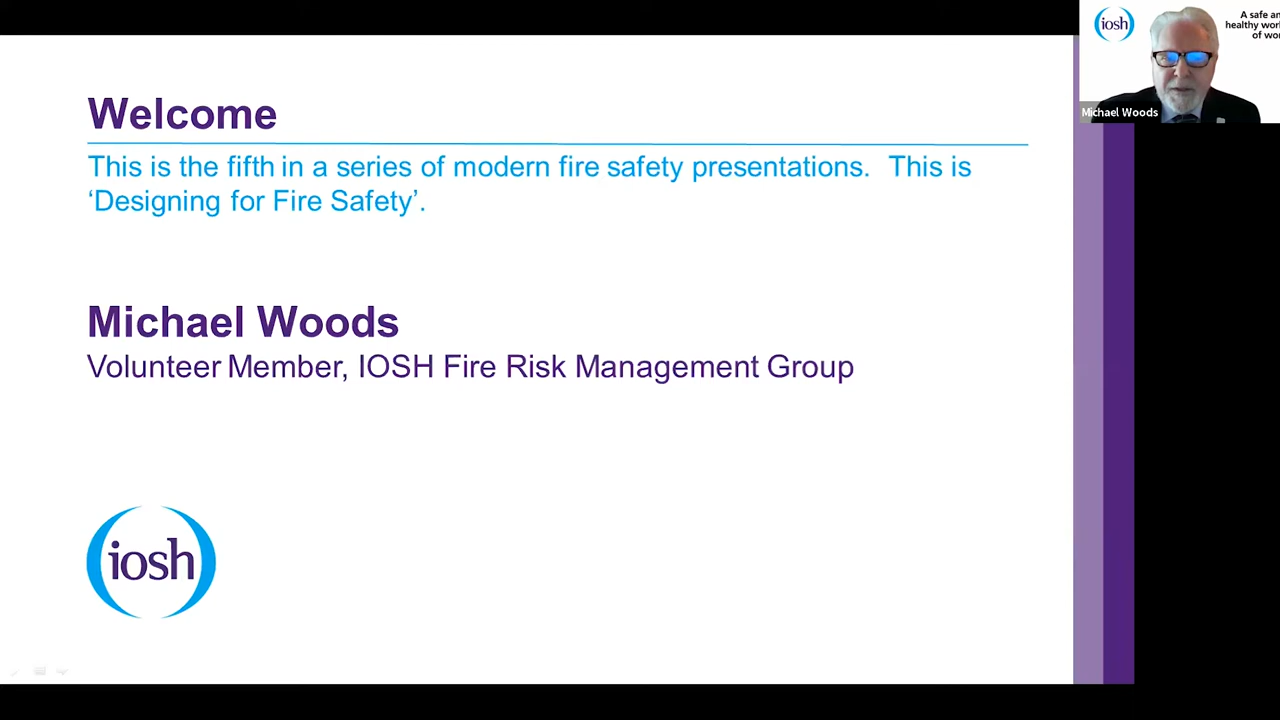 Welcome
This is the fifth in a series of modern fire safety presentations.  This is
‘Designing for Fire Safety’.
Michael Woods
Volunteer Member, IOSH Fire Risk Management Group
iosh
iosh
A safe an
healthy worl
of wor
Michael Woods